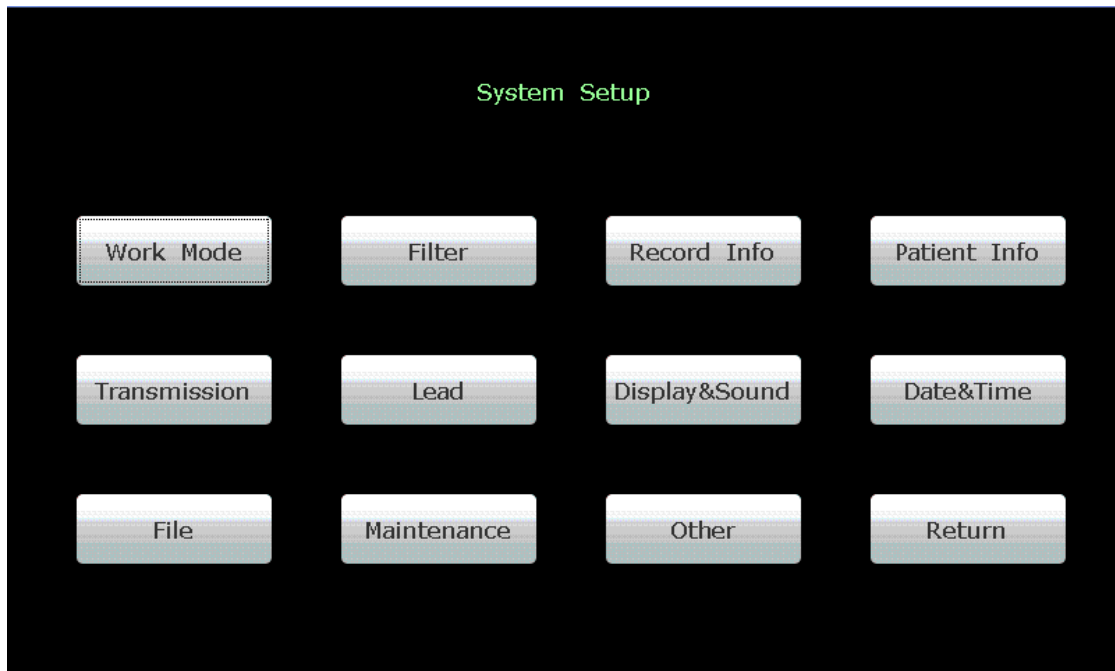 System Setup
Work Mode
Filter
Record Info
Patient Info
Transmission
Lead
Display&Sound
Date&Time
File
Maintenance
Other
Return